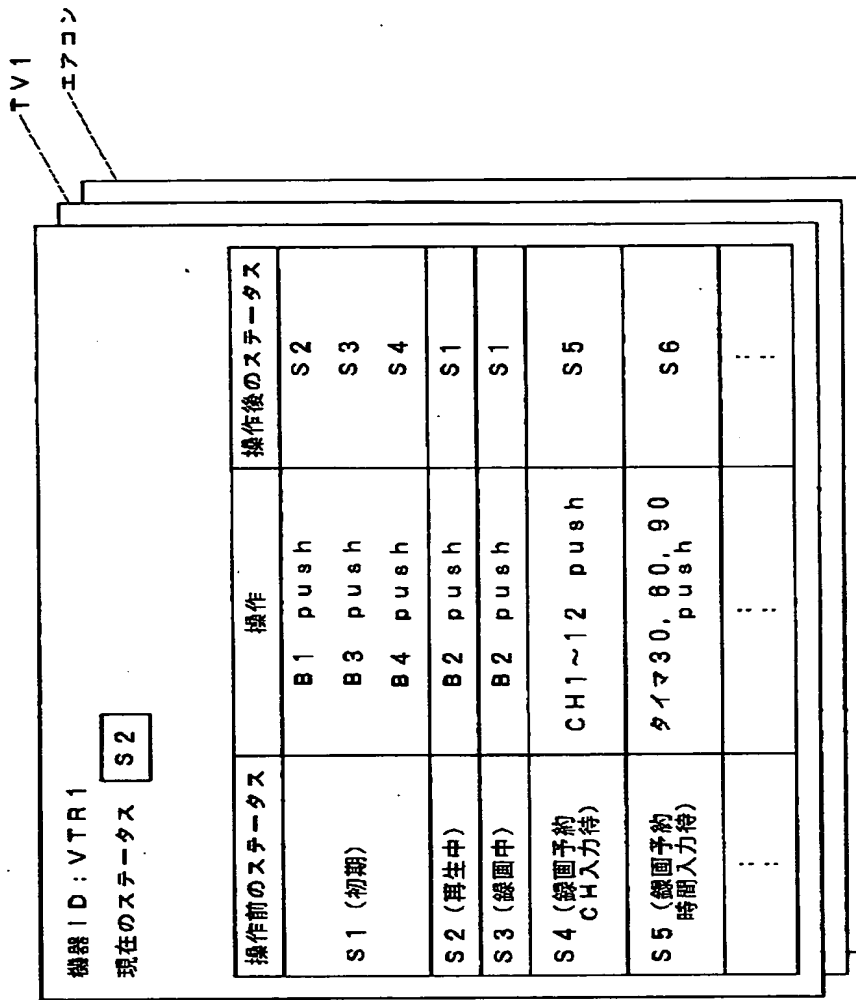 TV1
エアコン
機器ID:VTR1
現在のステータス S2
操作前のステータス 操作 操作後のステータス
S1 (初期) B1 push S2
B3 push S3
B4 push S4
S2 (再生中) B2 push S1
S3 (録画中) B2 push S1
S4 (録画予約
CH入力待) CH1~12 push S5
S5 (録画予約
時間入力待) タイマ30, 60, 90
push S6